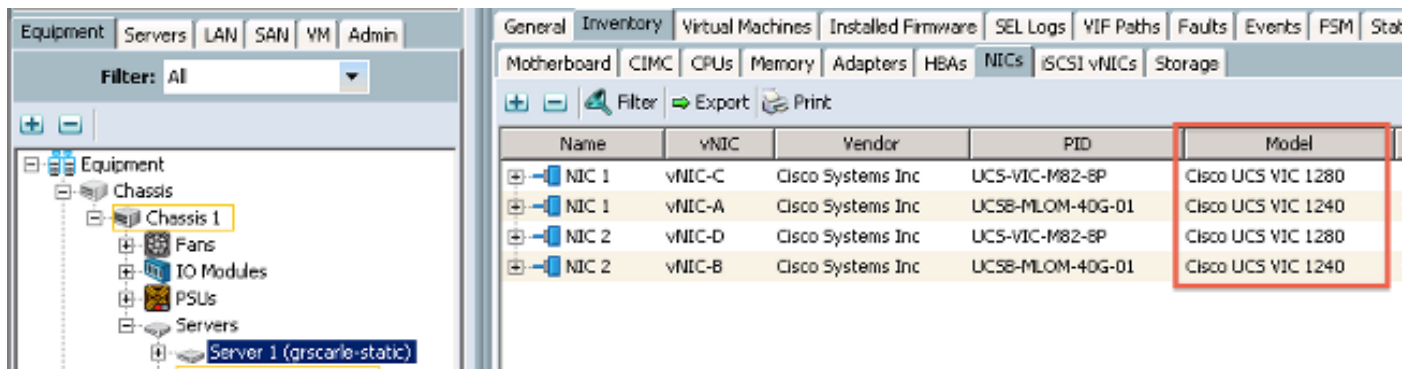 Equipment Servers LAN SAN VM Admin
Filter: All
Equipment
Chassis
Chassis 1
Fans
IO Modules
PSUs
Servers
Server 1 (grscarle-static)
General Inventory Virtual Machines Installed Firmware SEL Logs VIF Paths Faults Events FSM Stat
Motherboard CIMC CPUs Memory Adapters HBAs NICs iSCSI vNICs Storage
Filter Export Print
Name vNIC Vendor PID Model
NIC 1 vNIC-C Cisco Systems Inc UCS-VIC-M82-8P Cisco UCS VIC 1280
NIC 1 vNIC-A Cisco Systems Inc UCSB-MLOM-40G-01 Cisco UCS VIC 1240
NIC 2 vNIC-D Cisco Systems Inc UCS-VIC-M82-8P Cisco UCS VIC 1280
NIC 2 vNIC-B Cisco Systems Inc UCSB-MLOM-40G-01 Cisco UCS VIC 1240